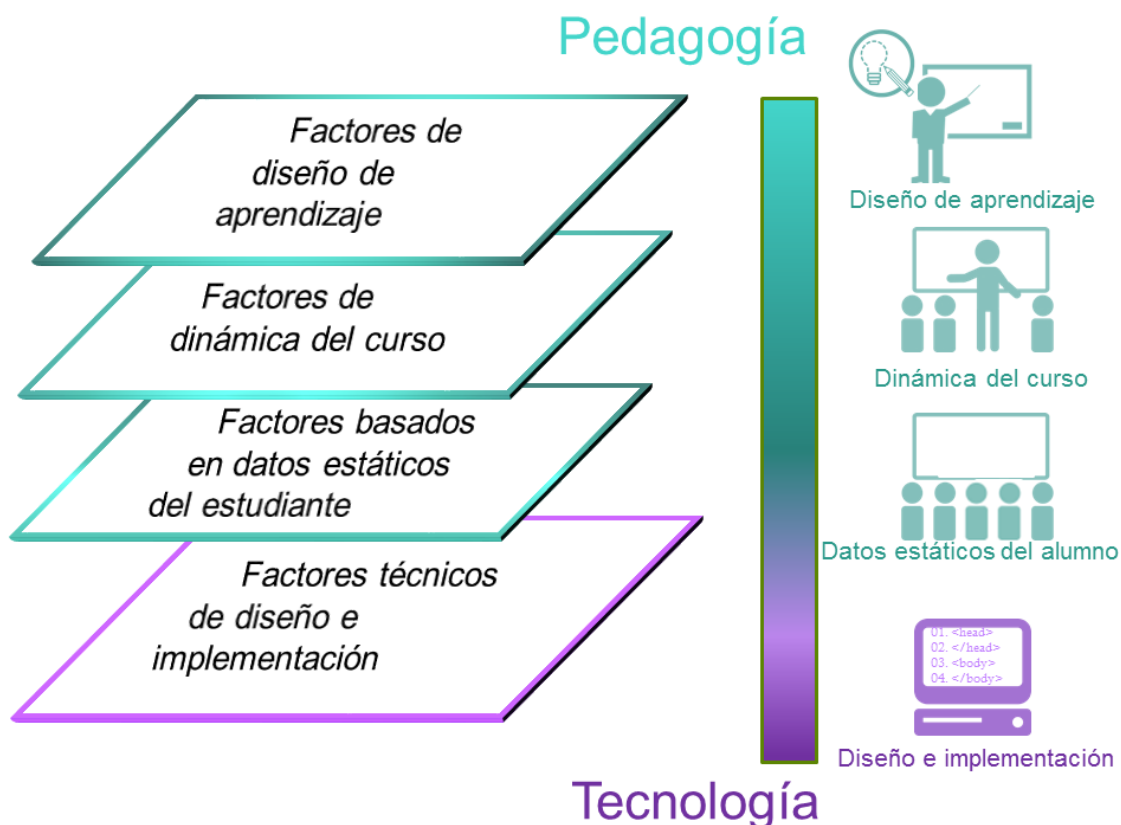 Pedagogía
Factores de
diseño de
aprendizaje
Factores de
dinámica del curso
Factores basados
en datos estáticos
del estudiante
Factores técnicos
de diseño e
implementación
Diseño de aprendizaje
Dinámica del curso
Datos estáticos del alumno
01. <head>
02. </head>
03. <body>
04. </body>
Diseño e implementación
Tecnología